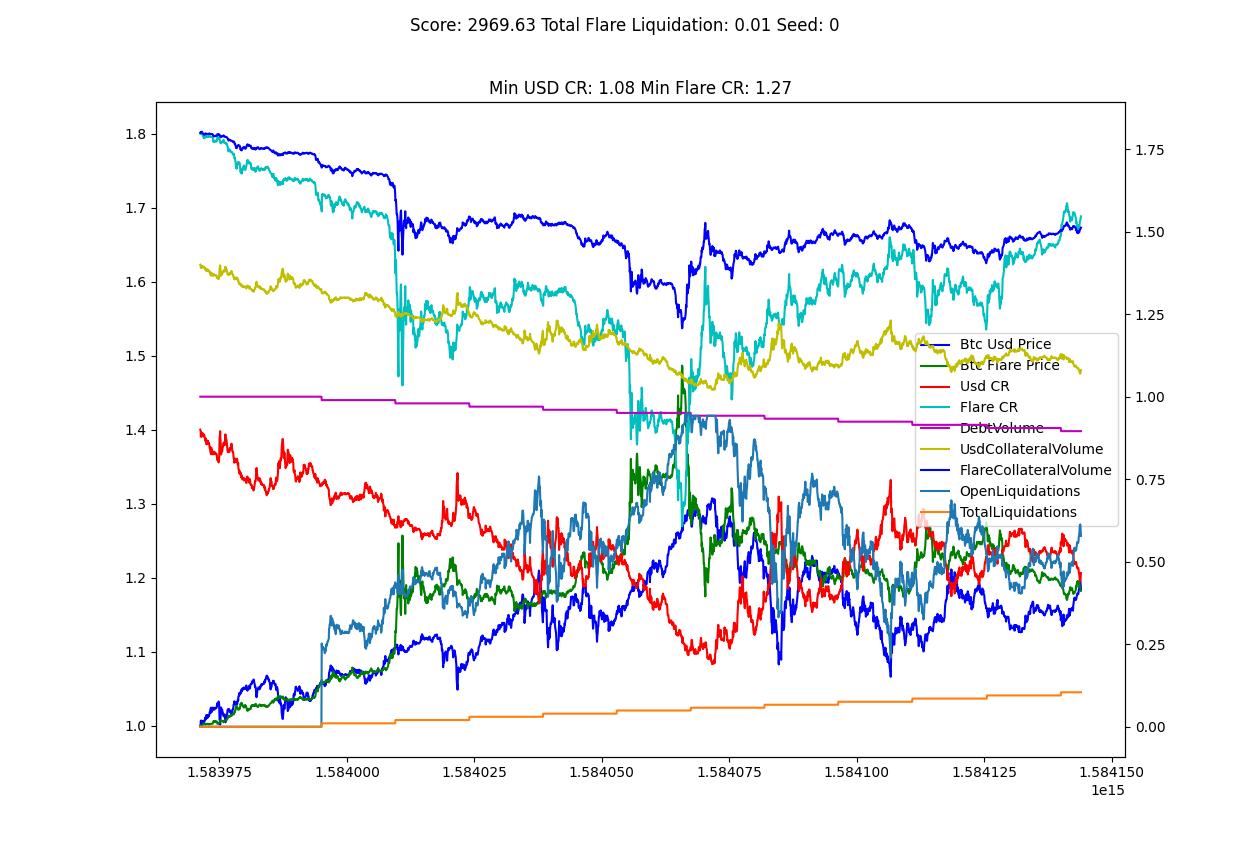 Score: 2969.63 Total Flare Liquidation: 0.01 Seed: 0
Min USD CR: 1.08 Min Flare CR: 1.27
1.8
1.7
1.6
1.5
1.4
1.3
1.2
1.1
1.0
1.75
1.50
1.25
1.00
0.75
0.50
0.25
0.00
Btc Usd Price
Btc Flare Price
Usd CR
Flare CR
DebtVolume
UsdCollateralVolume
FlareCollateralVolume
OpenLiquidations
TotalLiquidations
1.583975 1.584000 1.584025 1.584050 1.584075 1.584100 1.584125 1.584150
1e15